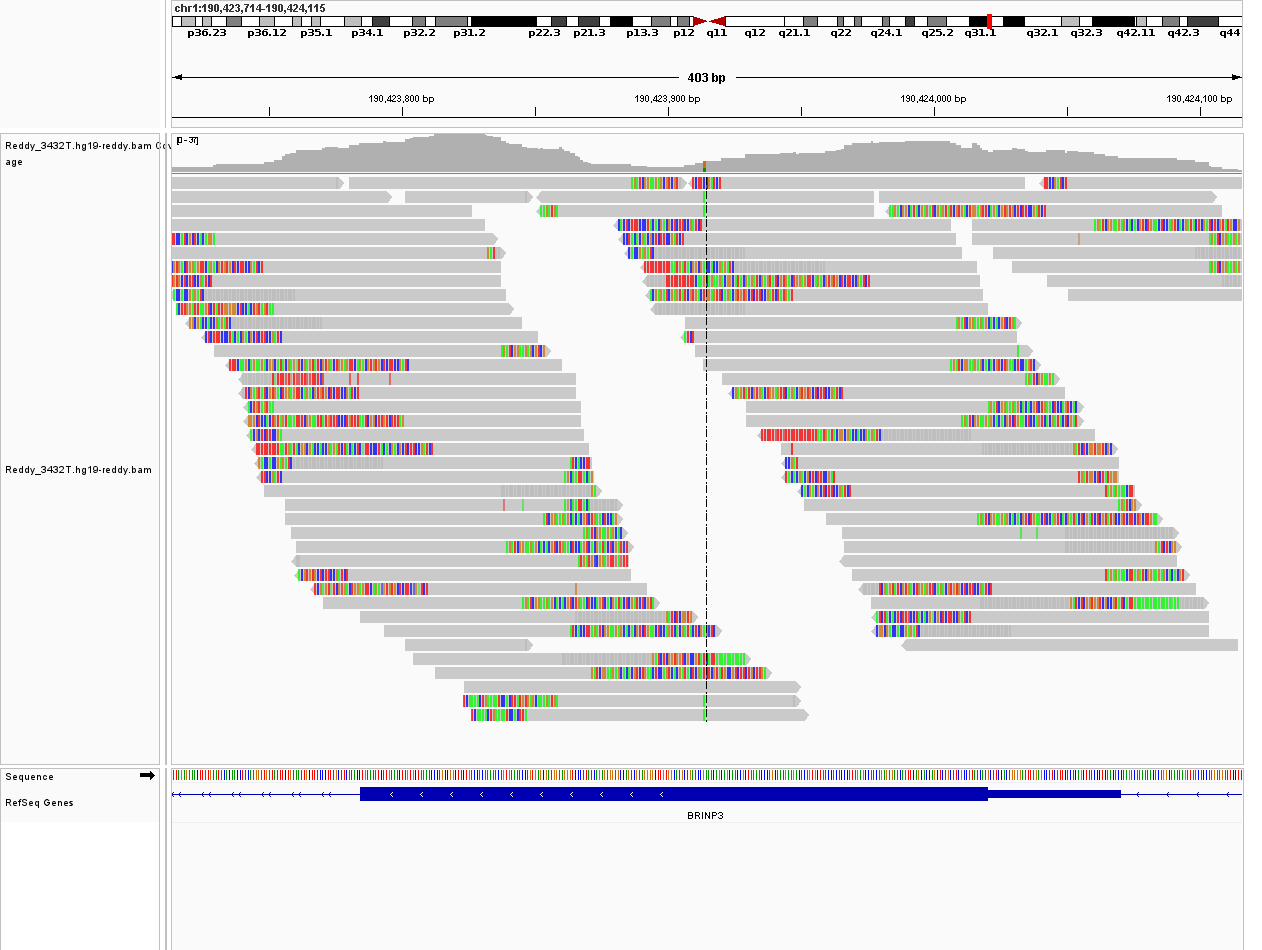 chr1:190,423,714-190,424,115
p36.23 p36.12 p35.1 p34.1 p32.2 p31.2 p22.3 p21.3 p13.3 p12 q11 q12 q21.1 q22 q24.1 q25.2 q31.1 q32.1 q32.3 q42.11 q42.3 q44
403 bp
190,423,800 bp 190,423,900 bp 190,424,000 bp 190,424,100 bp
[0 - 37]
Reddy_3432T.hg19-reddy.bam Cov
age
Reddy_3432T.hg19-reddy.bam
Sequence
RefSeq Genes
BRINP3